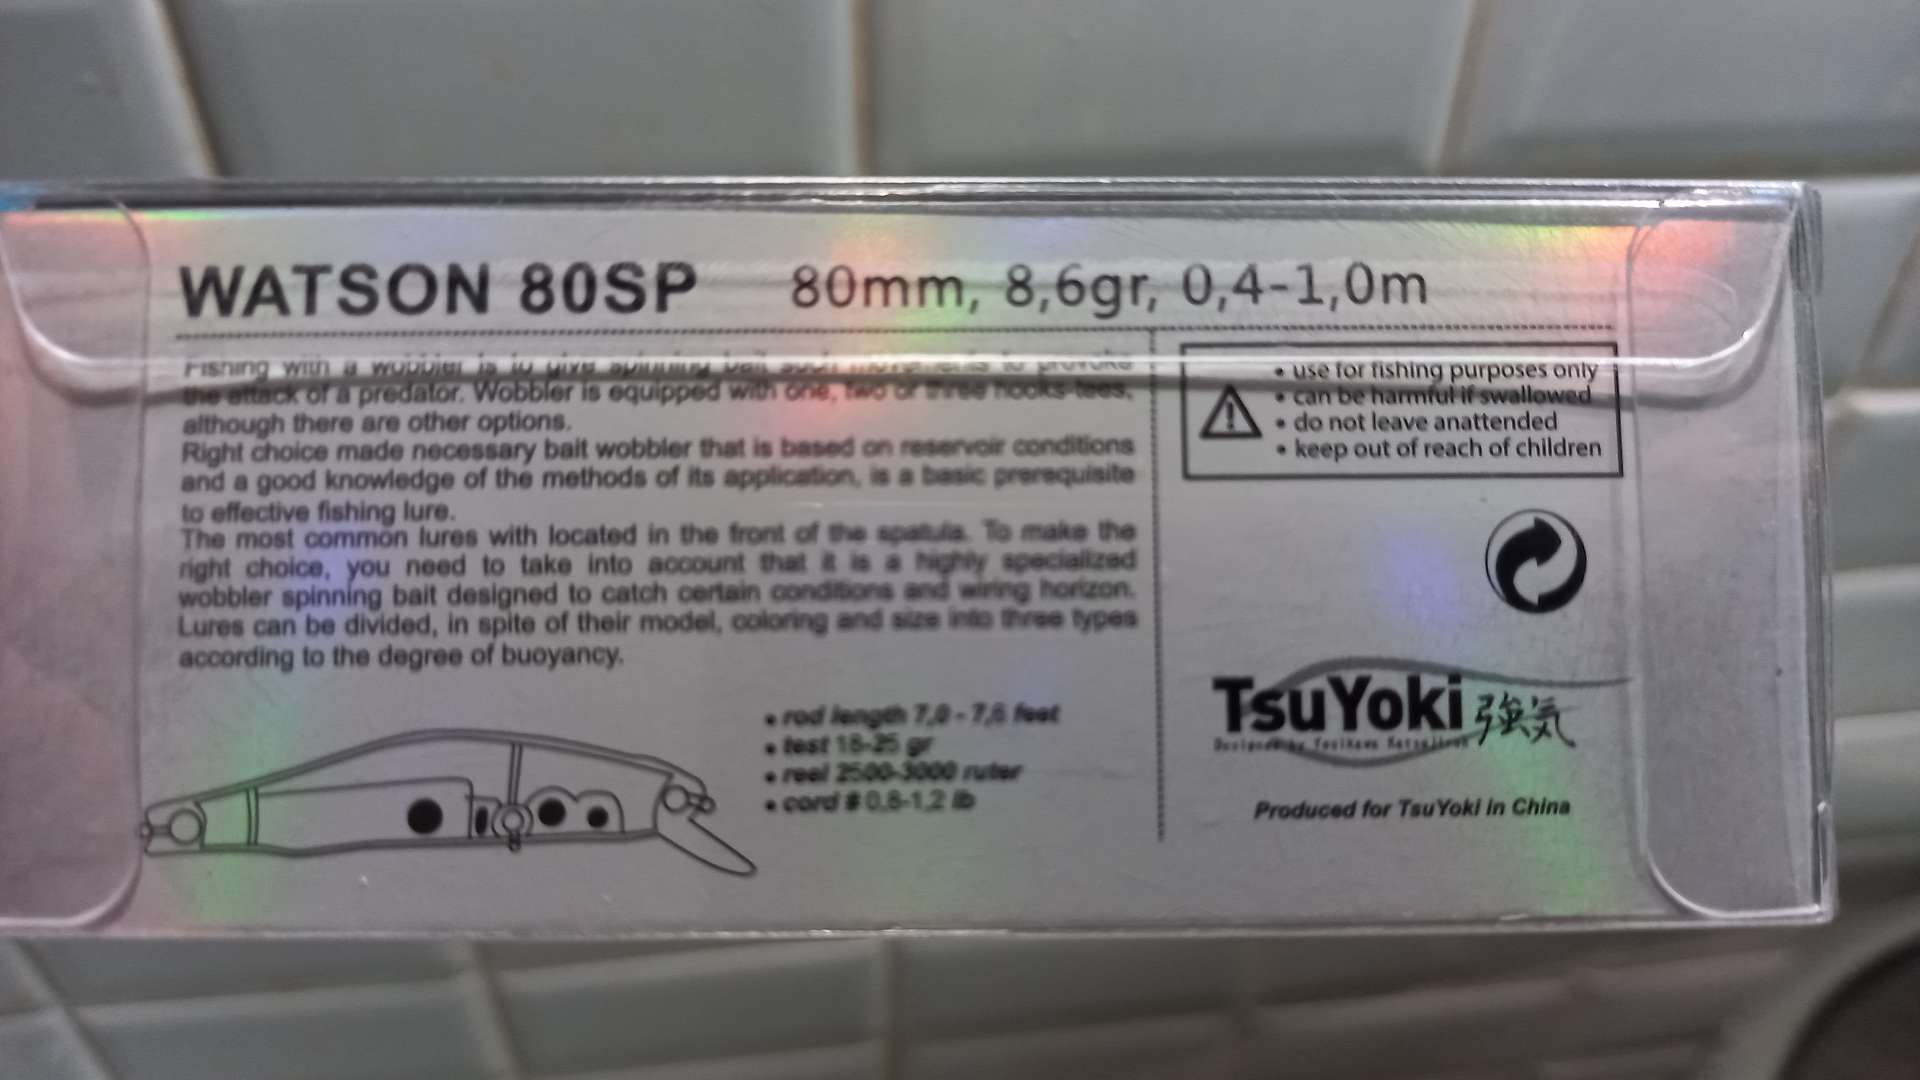 WATSON 80SP 80mm, 8,6gr, 0,4-1,0m
Fishing with a wobbler is to give spinning bait such movements to provoke
the attack of a predator. Wobbler is equipped with one, two or three hooks-tees,
although there are other options.
Right choice made necessary bait wobbler that is based on reservoir conditions
and a good knowledge of the methods of its application, is a basic prerequisite
to effective fishing lure.
The most common lures with located in the front of the spatula. To make the
right choice, you need to take into account that it is a highly specialized
wobbler spinning bait designed to catch certain conditions and wiring horizon.
Lures can be divided, in spite of their model, coloring and size into three types
according to the degree of buoyancy.
• rod length 7,0 - 7,6 feet
• test 18-25 gr
• reel 2500-3000 ruter
• cord # 0,8-1,2 lb
• use for fishing purposes only
• can be harmful if swallowed
• do not leave anattended
• keep out of reach of children
TsuYoki 強気
Designed by
Produced for TsuYoki in China